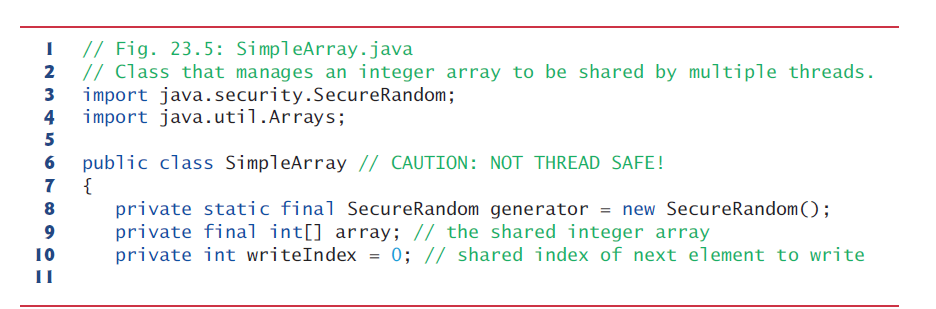 1 // Fig. 23.5: SimpleArray.java
2 // Class that manages an integer array to be shared by multiple threads.
3 import java.security.SecureRandom;
4 import java.util.Arrays;
5
6 public class SimpleArray // CAUTION: NOT THREAD SAFE!
7 {
8 private static final SecureRandom generator = new SecureRandom();
9 private final int[] array; // the shared integer array
10 private int writeIndex = 0; // shared index of next element to write
11